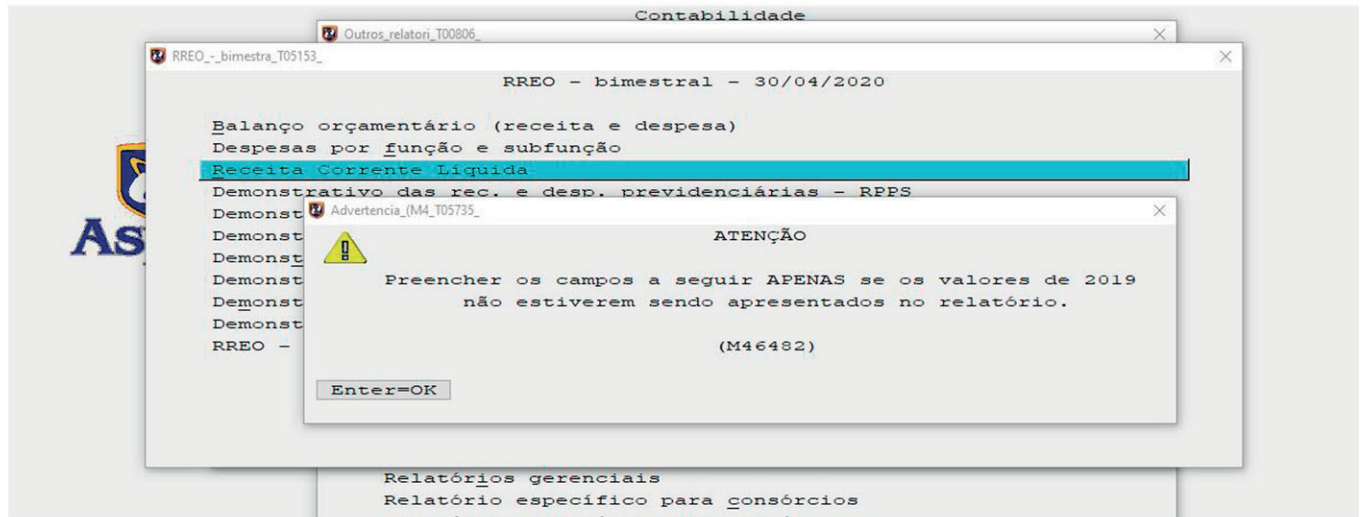 Contabilidade
Outros_relatori_T00806_
RREO_-_bimestra_T05153_
RREO - bimestral - 30/04/2020
Balanço orçamentário (receita e despesa)
Despesas por função e subfunção
Receita Corrente Líquida
Demonstrativo das rec. e desp. previdenciárias - RPPS
Demonst
Demonst
Demonst
Demonst
Demonst
Demonst
RREO -
Advertencia_(M4_T05735_
ATENÇÃO
Preencher os campos a seguir APENAS se os valores de 2019
não estiverem sendo apresentados no relatório.
(M46482)
Enter=OK
As
Relatórios gerenciais
Relatório específico para consórcios